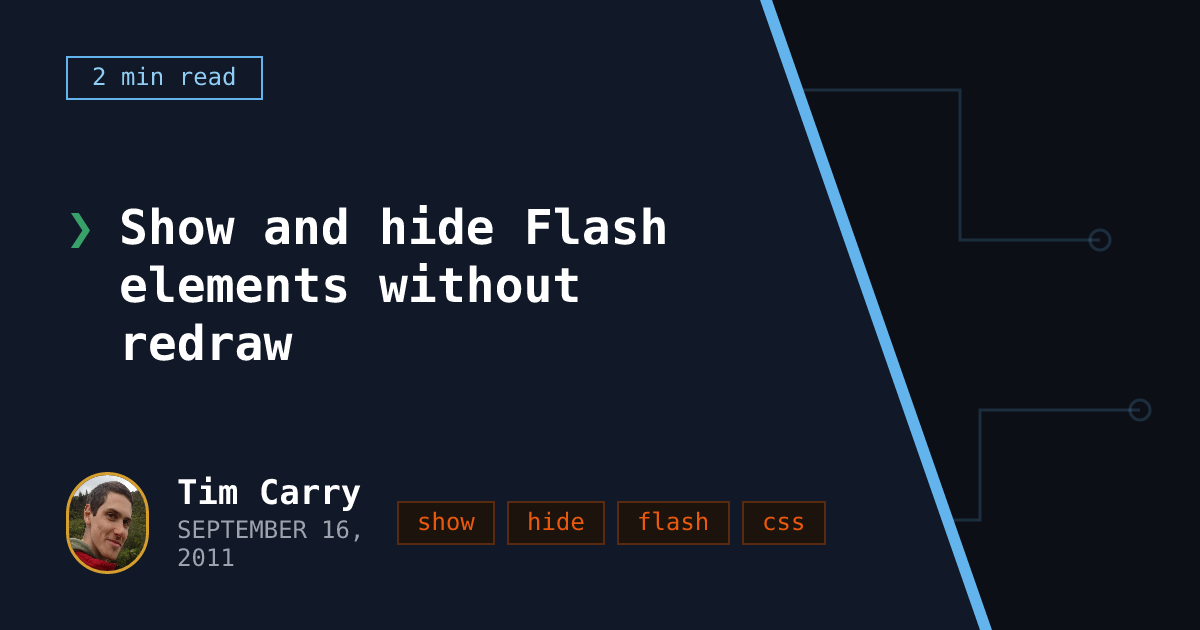 2 min read
❯ Show and hide Flash
elements without
redraw
Tim Carry
SEPTEMBER 16,
2011
show hide flash css